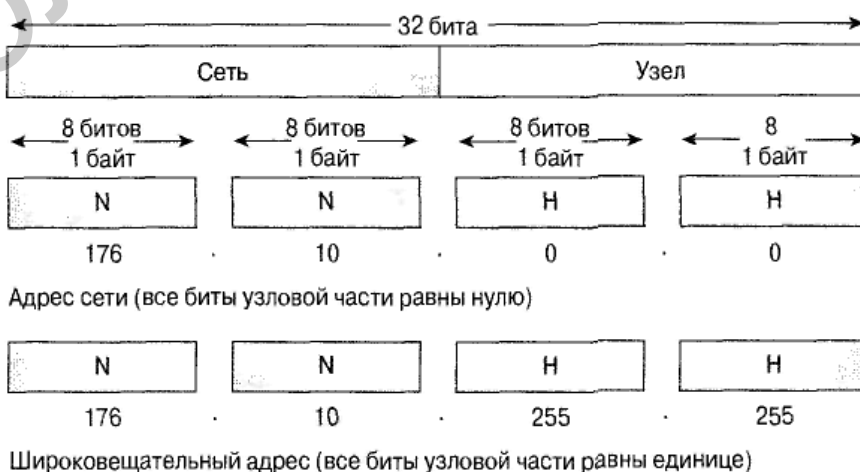 32 бита
Сеть Узел
8 битов 8 битов 8 битов 8
1 байт 1 байт 1 байт 1 байт
N N H H
176 . 10 . 0 . 0
Адрес сети (все биты узловой части равны нулю)
N N H H
176 . 10 . 255 . 255
Широковещательный адрес (все биты узловой части равны единице)